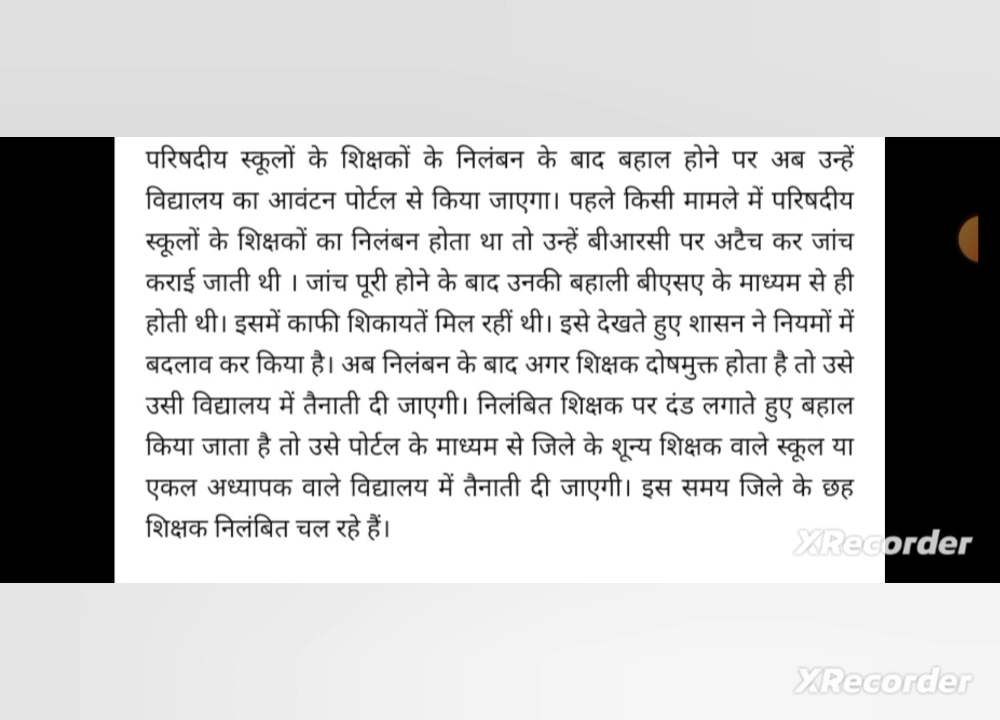 परिषदीय स्कूलों के शिक्षकों के निलंबन के बाद बहाल होने पर अब उन्हें
विद्यालय का आवंटन पोर्टल से किया जाएगा। पहले किसी मामले में परिषदीय
स्कूलों के शिक्षकों का निलंबन होता था तो उन्हें बीआरसी पर अटैच कर जांच
कराई जाती थी । जांच पूरी होने के बाद उनकी बहाली बीएसए के माध्यम से ही
होती थी। इसमें काफी शिकायतें मिल रहीं थी। इसे देखते हुए शासन ने नियमों में
बदलाव कर किया है। अब निलंबन के बाद अगर शिक्षक दोषमुक्त होता है तो उसे
उसी विद्यालय में तैनाती दी जाएगी। निलंबित शिक्षक पर दंड लगाते हुए बहाल
किया जाता है तो उसे पोर्टल के माध्यम से जिले के शून्य शिक्षक वाले स्कूल या
एकल अध्यापक वाले विद्यालय में तैनाती दी जाएगी। इस समय जिले के छह
शिक्षक निलंबित चल रहे हैं।
XRecorder
XRecorder